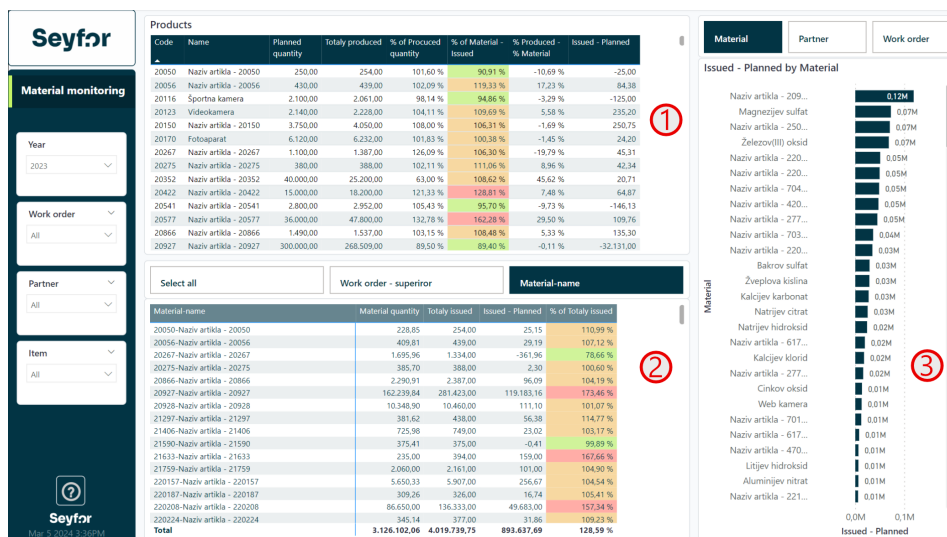 Seyfor
Material monitoring
Year
2023
Work order
All
Partner
All
Item
All
?
Seyfor
Mar 5 2024 3:36PM
Products
Code Name Planned quantity Totaly produced % of Procuced quantity % of Material - Issued % Produced - % Material Issued - Planned
20050 Naziv artikla - 20050 250,00 254,00 101,60 % 90,91 % -10,69 % -25,00
20056 Naziv artikla - 20056 430,00 439,00 102,09 % 119,33 % 17,23 % 84,38
20116 Športna kamera 2.100,00 2.061,00 98,14 % 94,86 % -3,29 % -125,00
20123 Videokamera 2.140,00 2.228,00 104,11 % 109,69 % 5,58 % 235,20
20150 Naziv artikla - 20150 3.750,00 4.050,00 108,00 % 106,31 % -1,69 % 250,75
20170 Fotoaparat 6.120,00 6.232,00 101,83 % 100,38 % -1,45 % 24,20
20267 Naziv artikla - 20267 1.100,00 1.387,00 126,09 % 106,30 % -19,79 % 45,31
20275 Naziv artikla - 20275 380,00 388,00 102,11 % 111,06 % 8,96 % 42,34
20352 Naziv artikla - 20352 40.000,00 25.200,00 63,00 % 108,62 % 45,62 % 20,71
20422 Naziv artikla - 20422 15.000,00 18.200,00 121,33 % 128,81 % 7,48 % 64,87
20541 Naziv artikla - 20541 2.800,00 2.952,00 105,43 % 95,70 % -9,73 % -146,13
20577 Naziv artikla - 20577 36.000,00 47.800,00 132,78 % 162,28 % 29,50 % 109,76
20866 Naziv artikla - 20866 1.490,00 1.537,00 103,15 % 108,48 % 5,33 % 135,30
20927 Naziv artikla - 20927 300.000,00 268.509,00 89,50 % 89,40 % -0,11 % -32.131,00
1
Select all Work order - superiror Material-name
Material-name Material quantity Totaly issued Issued - Planned % of Totaly issued
20050-Naziv artikla - 20050 228,85 254,00 25,15 110,99 %
20056-Naziv artikla - 20056 409,81 439,00 29,19 107,12 %
20267-Naziv artikla - 20267 1.695,96 1.334,00 -361,96 78,66 %
20275-Naziv artikla - 20275 385,70 388,00 2,30 100,60 %
20866-Naziv artikla - 20866 2.290,91 2.387,00 96,09 104,19 %
20927-Naziv artikla - 20927 162.239,84 281.423,00 119.183,16 173,46 %
20928-Naziv artikla - 20928 10.348,90 10.460,00 111,10 101,07 %
21297-Naziv artikla - 21297 381,62 438,00 56,38 114,77 %
21406-Naziv artikla - 21406 725,98 749,00 23,02 103,17 %
21590-Naziv artikla - 21590 375,41 375,00 -0,41 99,89 %
21633-Naziv artikla - 21633 235,00 394,00 159,00 167,66 %
21759-Naziv artikla - 21759 2.060,00 2.161,00 101,00 104,90 %
220157-Naziv artikla - 220157 5.650,33 5.907,00 256,67 104,54 %
220187-Naziv artikla - 220187 309,26 326,00 16,74 105,41 %
220208-Naziv artikla - 220208 86.650,00 136.333,00 49.683,00 157,34 %
220224-Naziv artikla - 220224 345,14 377,00 31,86 109,23 %
Total 3.126.102,06 4.019.739,75 893.637,69 128,59 %
2
Material Partner Work order
Issued - Planned by Material
Material
Naziv artikla - 209... 0,12M
Magnezijev sulfat 0,07M
Naziv artikla - 250... 0,07M
Železov(III) oksid 0,07M
Naziv artikla - 220... 0,05M
Naziv artikla - 220... 0,05M
Naziv artikla - 704... 0,05M
Naziv artikla - 420... 0,05M
Naziv artikla - 277... 0,05M
Naziv artikla - 703... 0,04M
Naziv artikla - 220... 0,03M
Bakrov sulfat 0,03M
Žveplova kislina 0,03M
Kalcijev karbonat 0,03M
Natrijev citrat 0,03M
Natrijev hidroksid 0,02M
Naziv artikla - 617... 0,02M
Kalcijev klorid 0,02M
Naziv artikla - 277... 0,02M
Cinkov oksid 0,01M
Web kamera 0,01M
Naziv artikla - 701... 0,01M
Naziv artikla - 617... 0,01M
Naziv artikla - 470... 0,01M
Litijev hidroksid 0,01M
Aluminijev nitrat 0,01M
Naziv artikla - 221... 0,01M
0,0M 0,1M
Issued - Planned
3